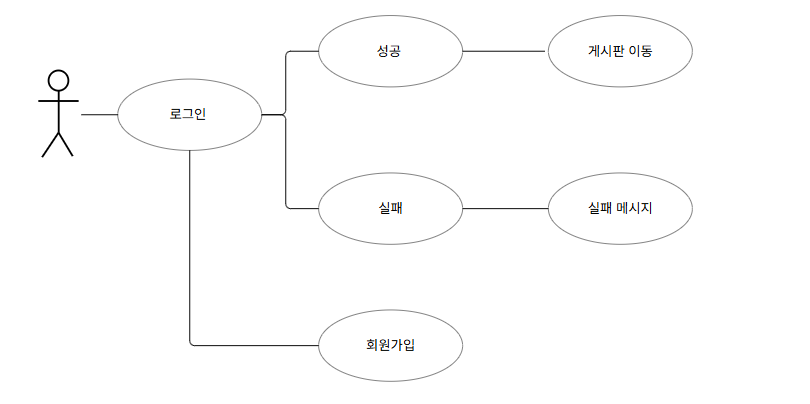 성공
게시판 이동
로그인
실패
실패 메시지
회원가입